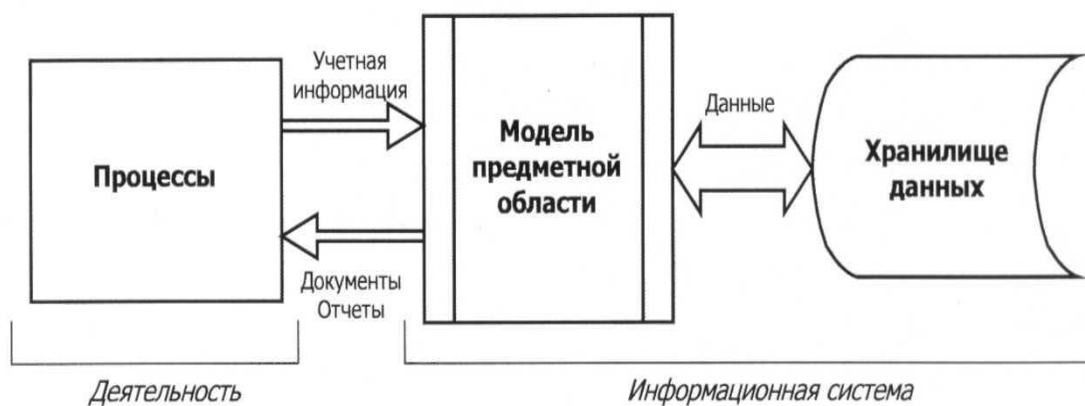 Учетная
информация
Процессы
Документы
Отчеты
Модель
предметной
области
Данные
Хранилище
данных
Деятельность
Информационная система